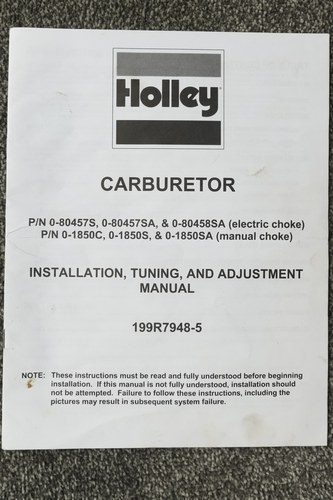 Holley
CARBURETOR
P/N 0-80457S, 0-80457SA, & 0-80458SA (electric choke)
P/N 0-1850C, 0-1850S, & 0-1850SA (manual choke)
INSTALLATION, TUNING, AND ADJUSTMENT
MANUAL
199R7948-5
NOTE: These instructions must be read and fully understood before beginning
installation. If this manual is not fully understood, installation should
not be attempted. Failure to follow these instructions, including the
pictures may result in subsequent system failure.